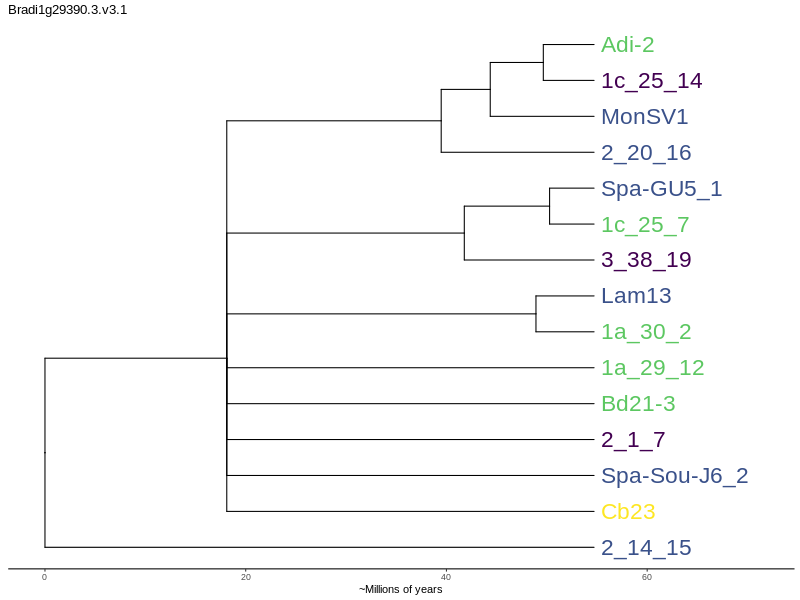 Bradi1g29390.3.v3.1
Adi-2
1c_25_14
MonSV1
2_20_16
Spa-GU5_1
1c_25_7
3_38_19
Lam13
1a_30_2
1a_29_12
Bd21-3
2_1_7
Spa-Sou-J6_2
Cb23
2_14_15
0 20 40 60
~Millions of years